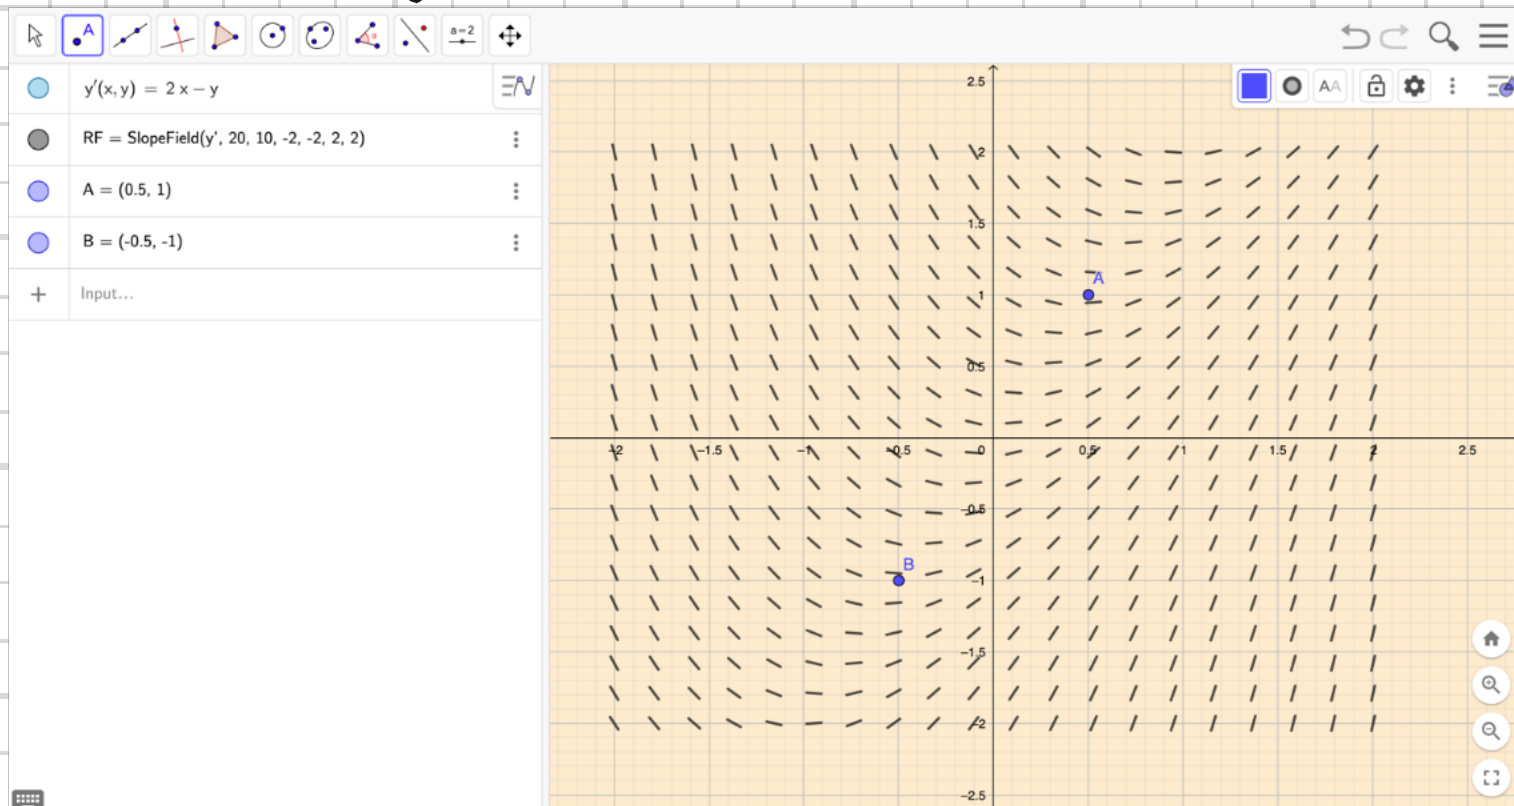 A
a=2
y′(x, y) = 2 x – y
RF = SlopeField(y', 20, 10, -2, -2, 2, 2)
A = (0.5, 1)
B = (-0.5, -1)
+ Input...
AA
2.5
2
1.5
A
1
0.5
–2 –1.5 –1 –0.5 0 0.5 1 1.5 2 2.5
–0.5
B
–1
–1.5
–2
–2.5